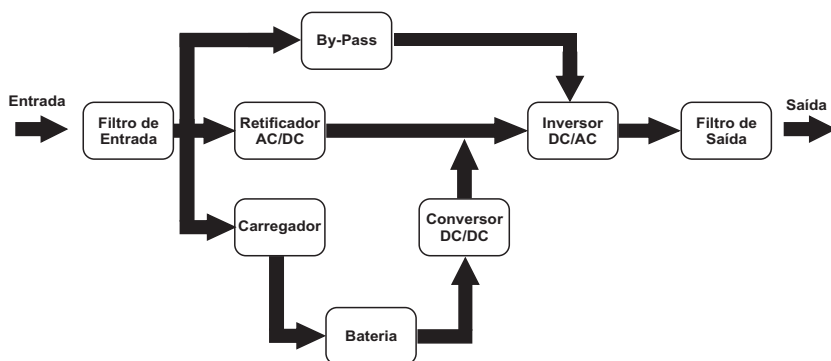 By-Pass
Entrada
Filtro de
Entrada
Retificador
AC/DC
Inversor
DC/AC
Filtro de
Saída
Saída
Carregador
Conversor
DC/DC
Bateria